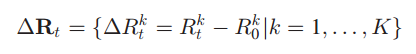 ΔR_t = {ΔR_t^k = R_t^k − R_0^k | k = 1, . . . , K}